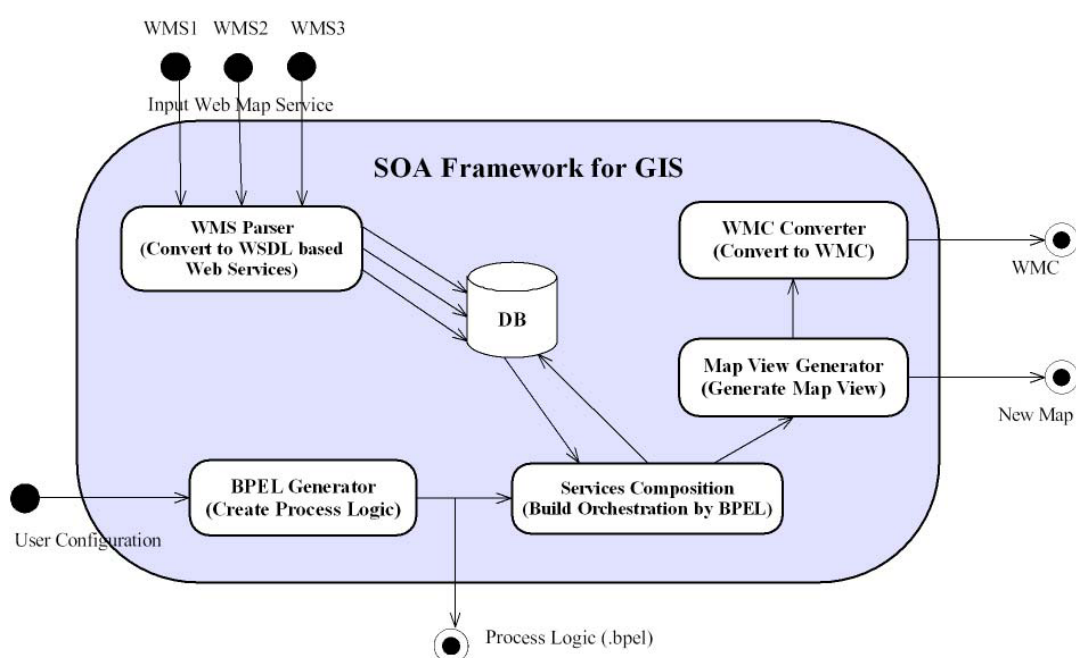 WMS1 WMS2 WMS3
Input Web Map Service
SOA Framework for GIS
WMS Parser
(Convert to WSDL based
Web Services)
WMC Converter
(Convert to WMC)
WMC
DB
Map View Generator
(Generate Map View)
New Map
BPEL Generator
(Create Process Logic)
Services Composition
(Build Orchestration by BPEL)
User Configuration
Process Logic (.bpel)